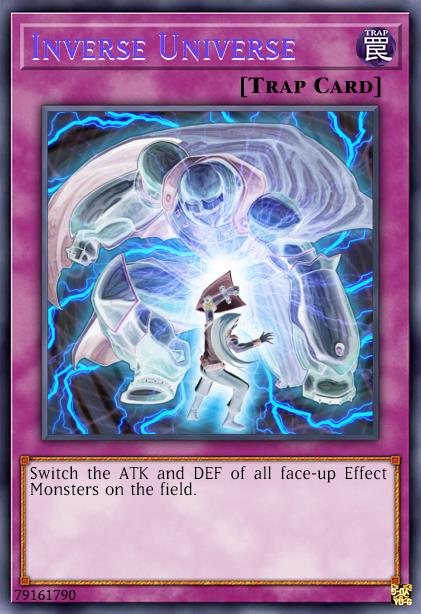 Inverse Universe
TRAP
罠
[Trap Card]
Switch the ATK and DEF of all face-up Effect
Monsters on the field.
79161790